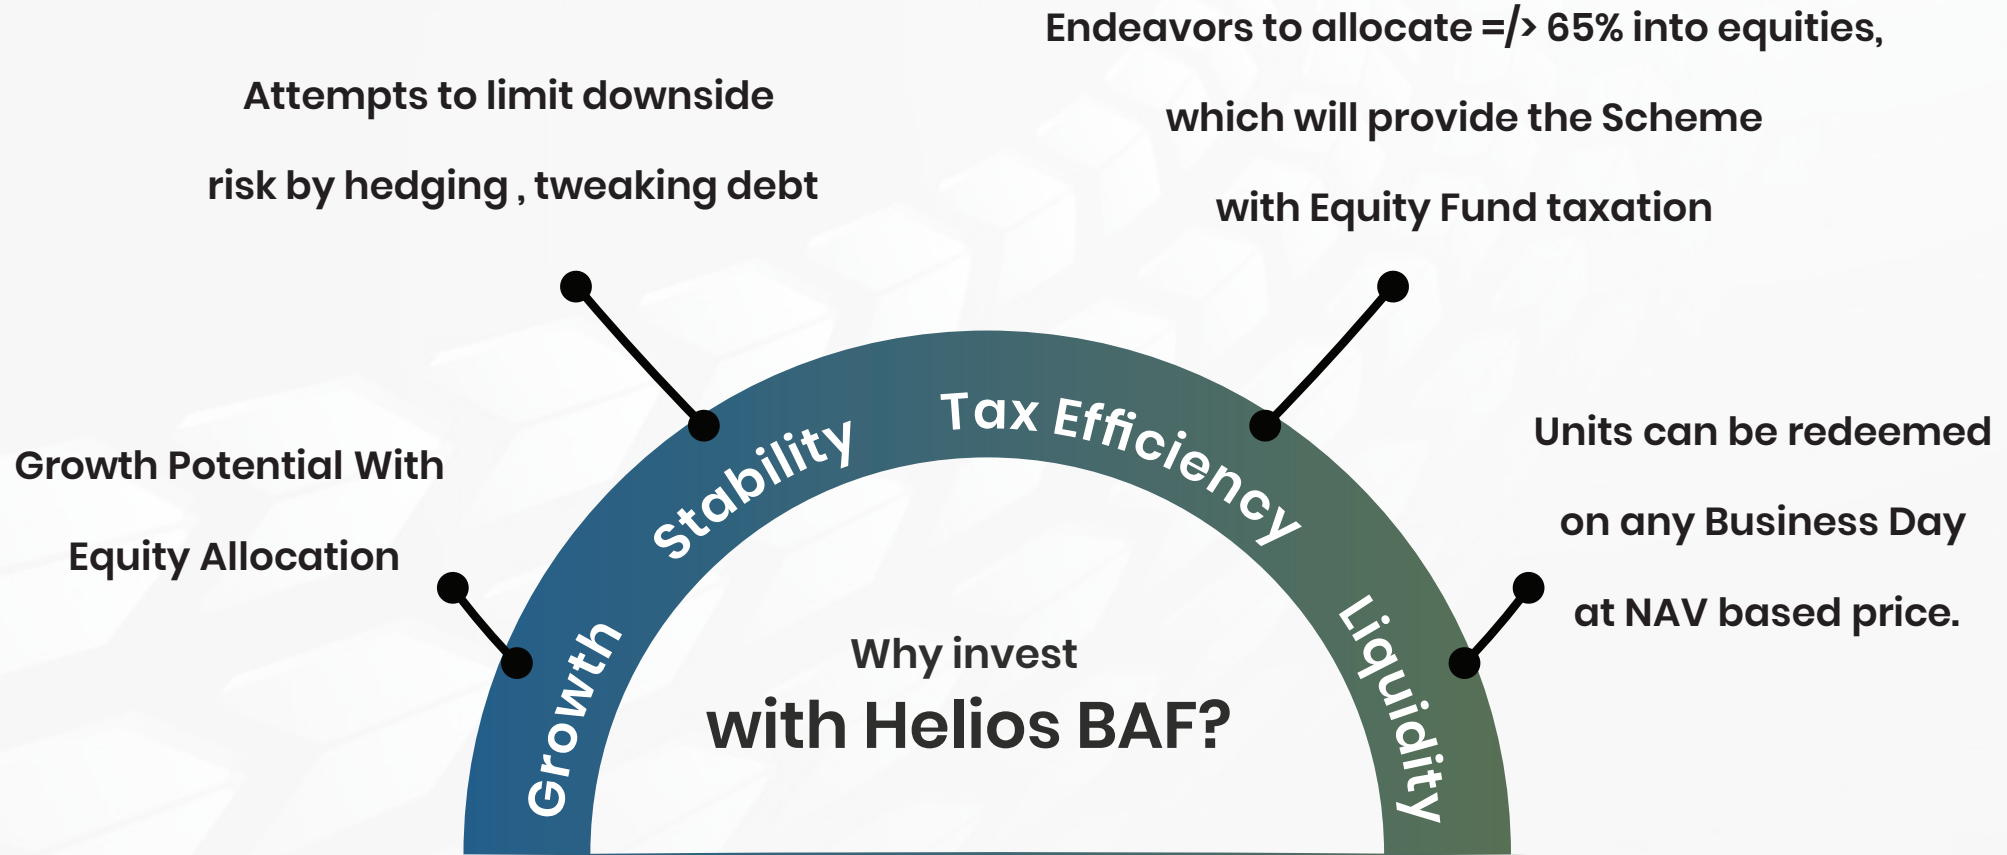 Endeavors to allocate =/> 65% into equities,
which will provide the Scheme
with Equity Fund taxation
Attempts to limit downside
risk by hedging , tweaking debt
Growth Potential With
Equity Allocation
Units can be redeemed
on any Business Day
at NAV based price.
Growth
Stability
Tax Efficiency
Liquidity
Why invest
with Helios BAF?